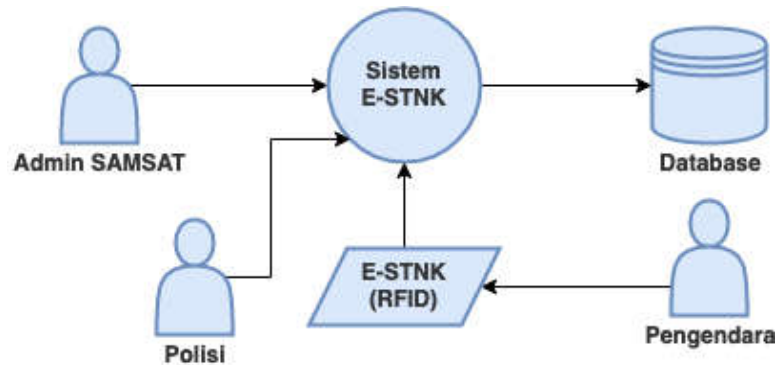 Sistem
E-STNK
Admin SAMSAT
Database
E-STNK
(RFID)
Polisi
Pengendara